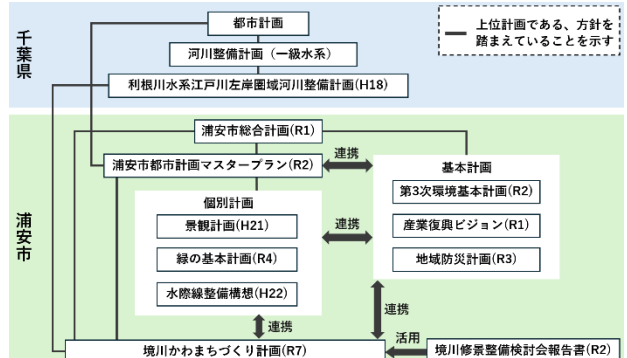 千葉県
都市計画
河川整備計画（一級水系）
利根川水系江戸川左岸圏域河川整備計画(H18)
上位計画である、方針を
踏まえていることを示す
浦安市
浦安市総合計画(R1)
浦安市都市計画マスタープラン(R2)
連携
基本計画
第3次環境基本計画(R2)
産業復興ビジョン(R1)
地域防災計画(R3)
個別計画
景観計画(H21)
緑の基本計画(R4)
水際線整備構想(H22)
連携
連携
連携
活用
境川かわまちづくり計画(R7)
境川修景整備検討会報告書(R2)